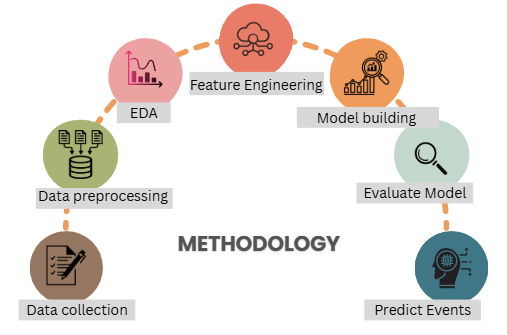 Feature Engineering
EDA
Model building
Data preprocessing
Evaluate Model
METHODOLOGY
Data collection
Predict Events